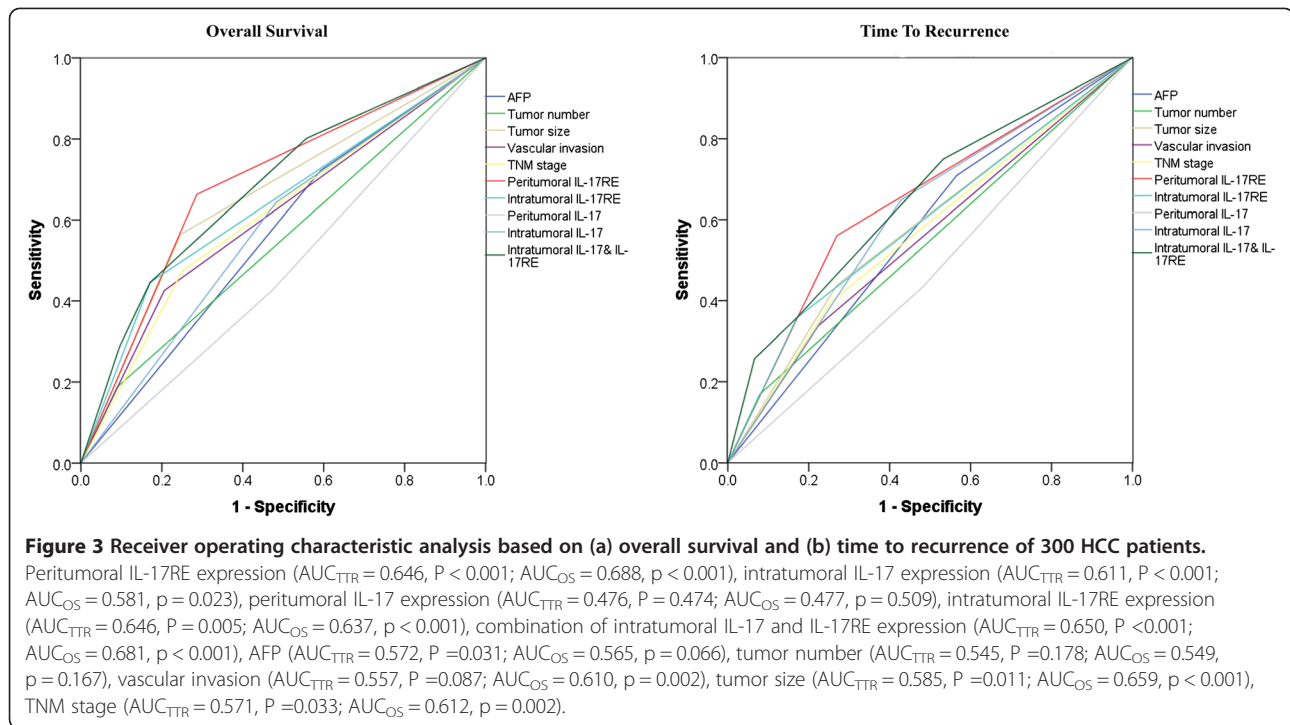 Overall Survival
1.0
0.8
0.6
0.4
0.2
0.0
Sensitivity
0.0 0.2 0.4 0.6 0.8 1.0
1 - Specificity
AFP
Tumor number
Tumor size
Vascular invasion
TNM stage
Peritumoral IL-17RE
Intratumoral IL-17RE
Peritumoral IL-17
Intratumoral IL-17
Intratumoral IL-17& IL-
17RE
Time To Recurrence
1.0
0.8
0.6
0.4
0.2
0.0
Sensitivity
0.0 0.2 0.4 0.6 0.8 1.0
1 - Specificity
AFP
Tumor number
Tumor size
Vascular invasion
TNM stage
Peritumoral IL-17RE
Intratumoral IL-17RE
Peritumoral IL-17
Intratumoral IL-17
Intratumoral IL-17& IL-
17RE
Figure 3 Receiver operating characteristic analysis based on (a) overall survival and (b) time to recurrence of 300 HCC patients.
Peritumoral IL-17RE expression (AUCTTR = 0.646, P < 0.001; AUCOS = 0.688, p < 0.001), intratumoral IL-17 expression (AUCTTR = 0.611, P < 0.001;
AUCOS = 0.581, p = 0.023), peritumoral IL-17 expression (AUCTTR = 0.476, P = 0.474; AUCOS = 0.477, p = 0.509), intratumoral IL-17RE expression
(AUCTTR = 0.646, P = 0.005; AUCOS = 0.637, p < 0.001), combination of intratumoral IL-17 and IL-17RE expression (AUCTTR = 0.650, P <0.001;
AUCOS = 0.681, p < 0.001), AFP (AUCTTR = 0.572, P =0.031; AUCOS = 0.565, p = 0.066), tumor number (AUCTTR = 0.545, P =0.178; AUCOS = 0.549,
p = 0.167), vascular invasion (AUCTTR = 0.557, P =0.087; AUCOS = 0.610, p = 0.002), tumor size (AUCTTR = 0.585, P =0.011; AUCOS = 0.659, p < 0.001),
TNM stage (AUCTTR = 0.571, P =0.033; AUCOS = 0.612, p = 0.002).